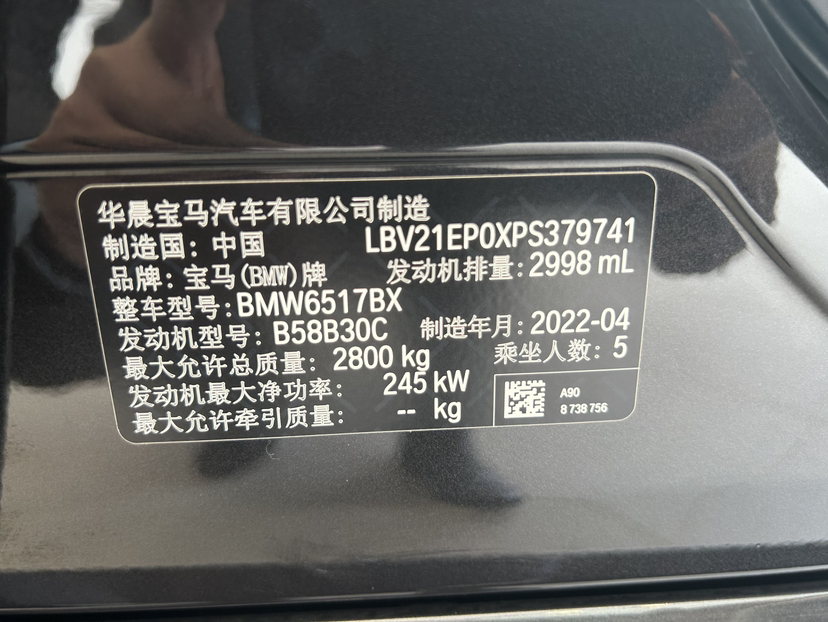 华晨宝马汽车有限公司制造
制造国: 中国 LBV21EP0XPS379741
品牌: 宝马(BMW)牌 发动机排量: 2998 mL
整车型号: BMW6517BX
发动机型号: B58B30C 制造年月: 2022-04
最大允许总质量: 2800 kg 乘坐人数: 5
发动机最大净功率: 245 kW
最大允许牵引质量: -- kg
A90
8 738 756